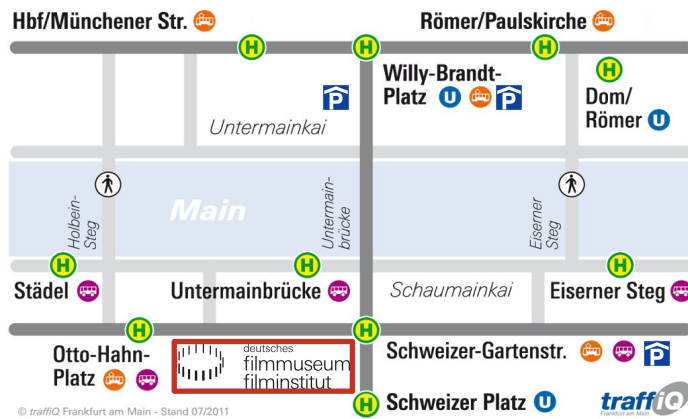 Hbf/Münchener Str.
Römer/Paulskirche
H
H
H
Willy-Brandt-
Platz U P
P
H
Dom/
Römer U
Untermainkai
Main
Holbein-
Steg
Untermain-
brücke
Eiserner
Steg
H
H
H
Städel
Untermainbrücke
Schaumainkai
Eiserner Steg
H
H
Otto-Hahn-
Platz
deutsches
filmmuseum
filminstitut
Schweizer-Gartenstr. P
H
Schweizer Platz U
traffiQ
Frankfurt am Main
© traffiQ Frankfurt am Main - Stand 07/2011